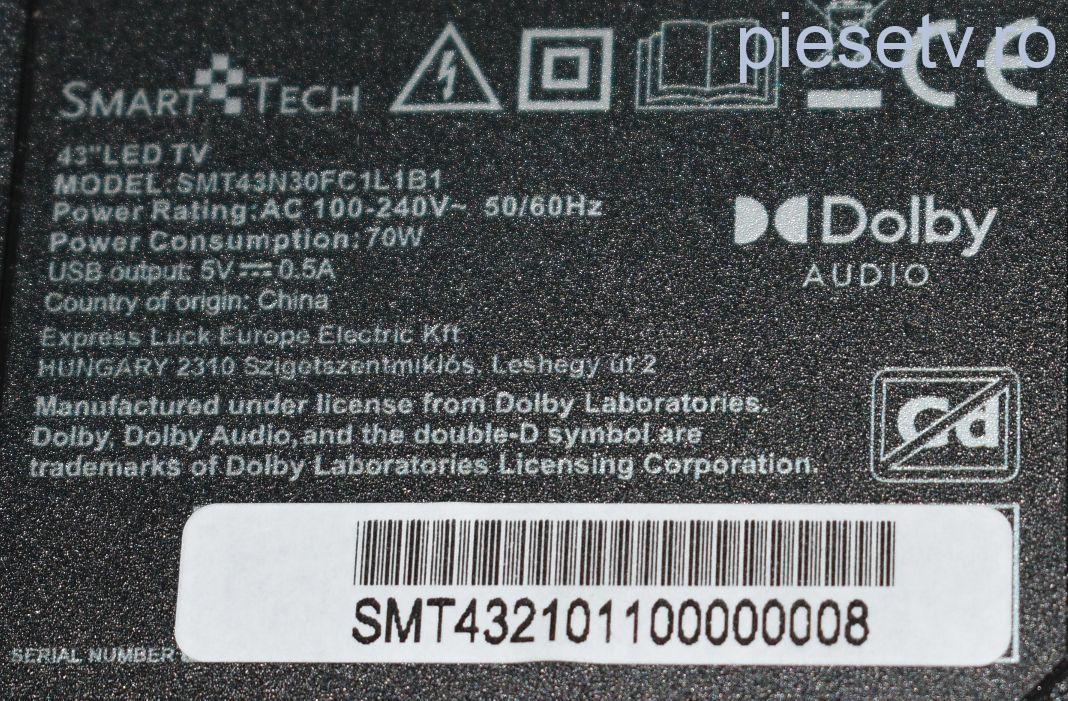 piesetv.ro
SMART TECH
43"LED TV
MODEL: SMT43N30FC1L1B1
Power Rating: AC 100-240V~ 50/60Hz
Power Consumption: 70W
USB output: 5V⎓0.5A
Country of origin: China
Express Luck Europe Electric Kft
HUNGARY 2310 Szigetszentmiklós, Leshegy út 2
Dolby
AUDIO
Manufactured under license from Dolby Laboratories.
Dolby, Dolby Audio, and the double-D symbol are
trademarks of Dolby Laboratories Licensing Corporation.
Cd
SMT432101100000008
SERIAL NUMBER